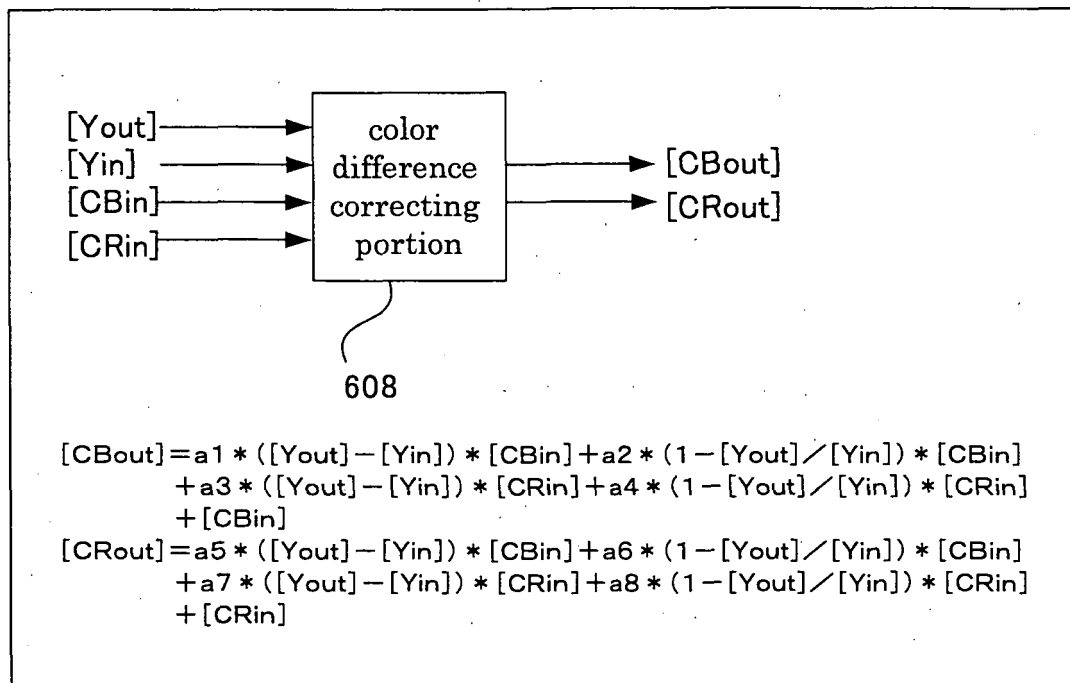 [Yout]
[Yin]
[CBin]
[CRin]
color
difference
correcting
portion
[CBout]
[CRout]
608
[CBout]=a1*([Yout]−[Yin])*[CBin]+a2*(1−[Yout]／[Yin])*[CBin]
+a3*([Yout]−[Yin])*[CRin]+a4*(1−[Yout]／[Yin])*[CRin]
+[CBin]
[CRout]=a5*([Yout]−[Yin])*[CBin]+a6*(1−[Yout]／[Yin])*[CBin]
+a7*([Yout]−[Yin])*[CRin]+a8*(1−[Yout]／[Yin])*[CRin]
+[CRin]